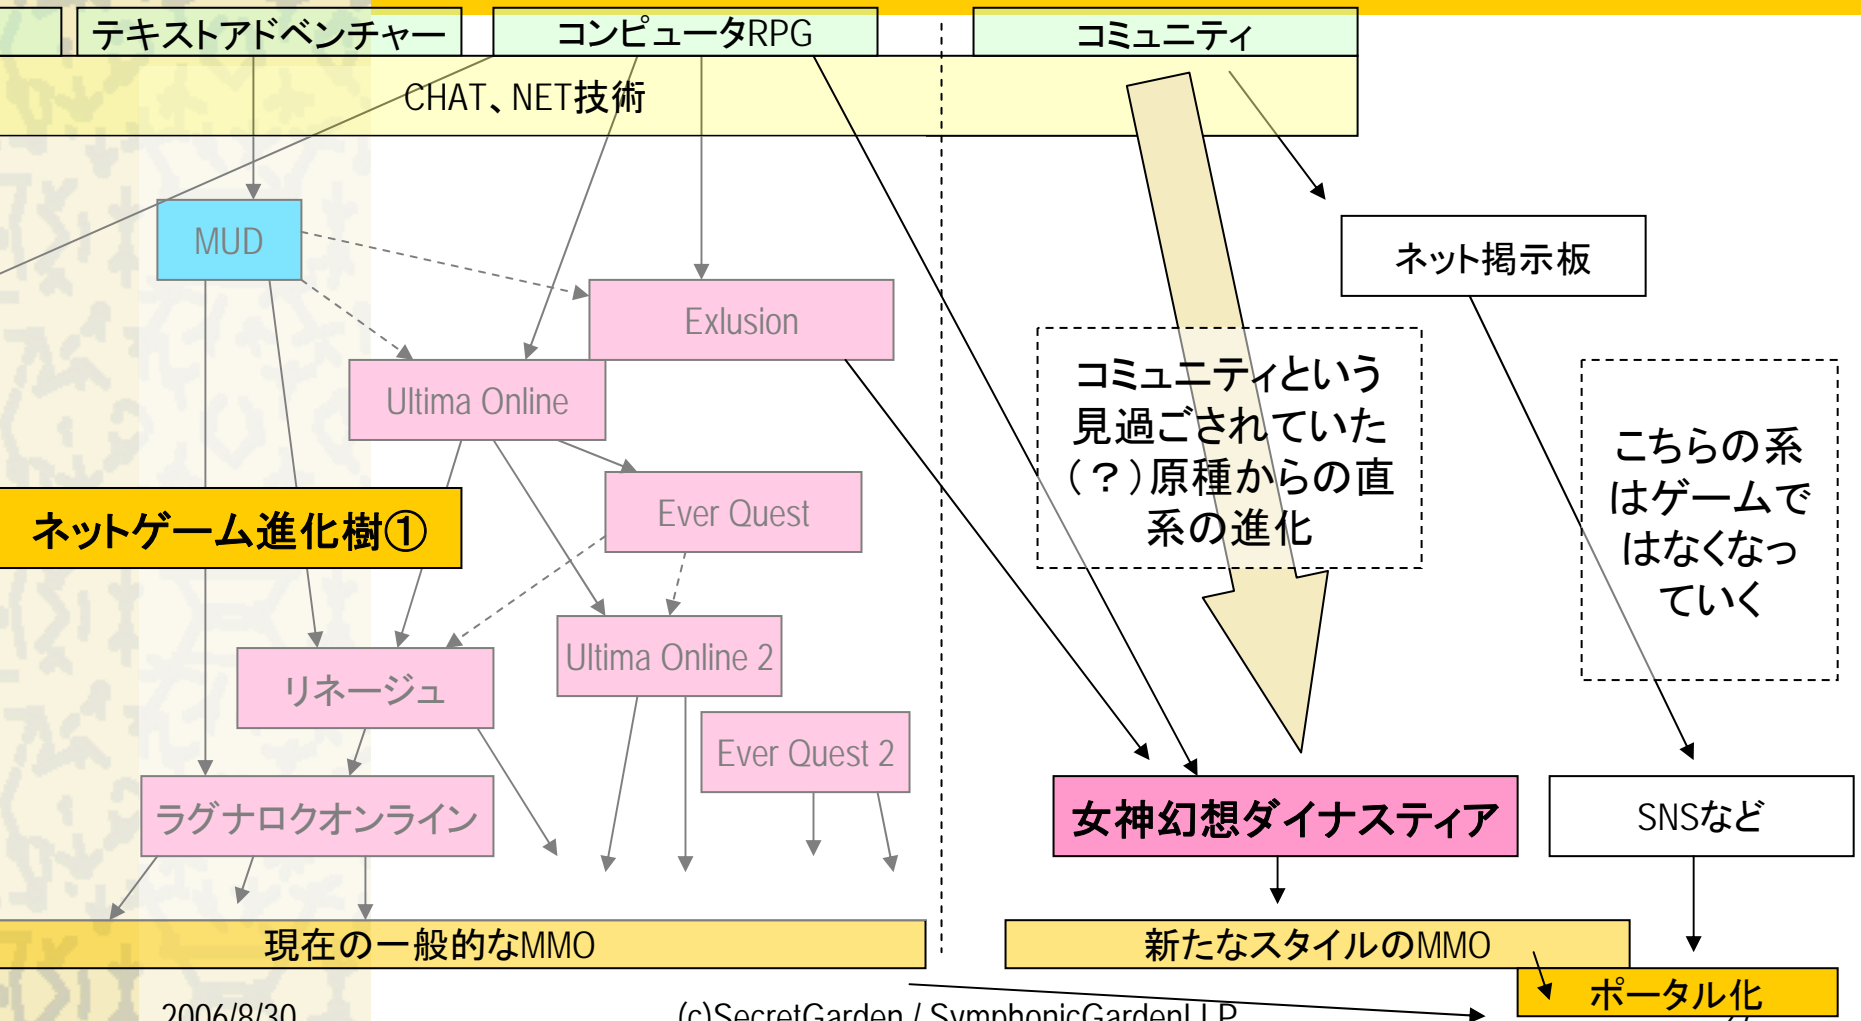 テキストアドベンチャー
コンピュータRPG
コミュニティ
CHAT、NET技術
MUD
ネット掲示板
Exlusion
Ultima Online
コミュニティという
見過ごされていた
(？)原種からの直
系の進化
こちらの系
はゲームで
はなくなっ
ていく
Ever Quest
ネットゲーム進化樹①
Ultima Online 2
リネージュ
Ever Quest 2
ラグナロクオンライン
女神幻想ダイナスティア
SNSなど
現在の一般的なMMO
新たなスタイルのMMO
ポータル化
2006/8/30
(c)SecretGarden / SymphonicGardenLLP